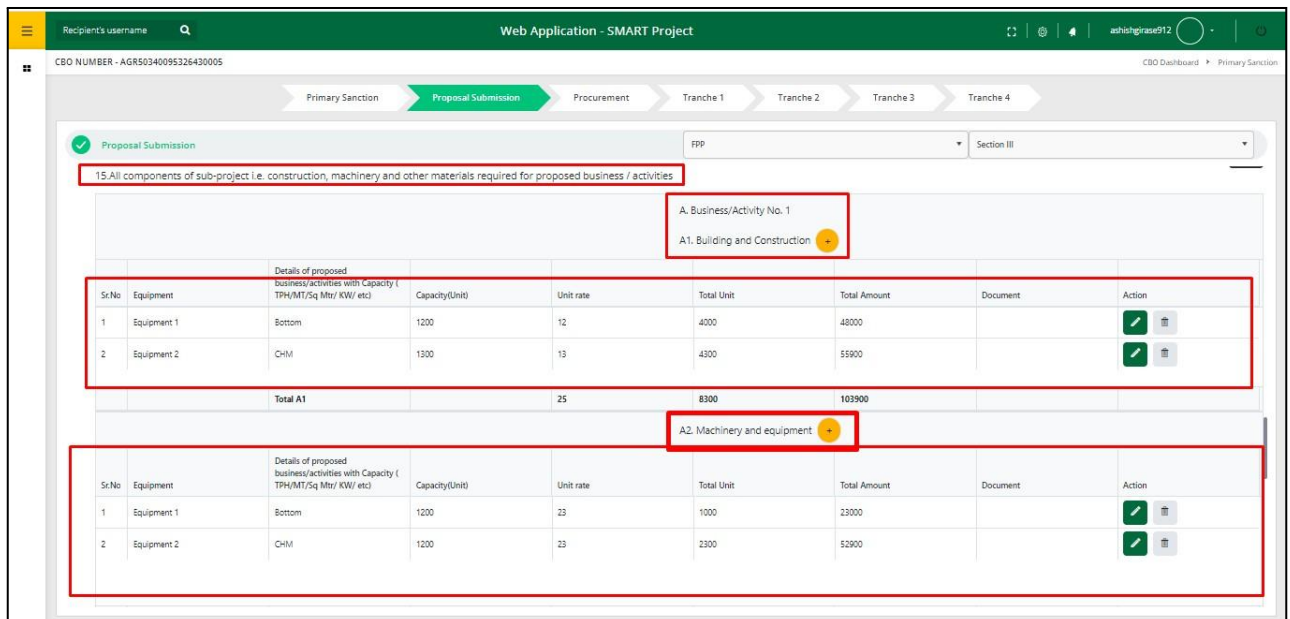 Recipient's username
Web Application - SMART Project
ashishgirase912
CBO NUMBER - AGR50340095326430005
CBO Dashboard Primary Sanction
Primary Sanction Proposal Submission Procurement Tranche 1 Tranche 2 Tranche 3 Tranche 4
Proposal Submission FPP Section III
15.All components of sub-project i.e. construction, machinery and other materials required for proposed business / activities
A. Business/Activity No. 1
A1. Building and Construction +
Details of proposed
business/activities with Capacity (
Sr.No Equipment TPH/MT/Sq Mtr/ KW/ etc) Capacity(Unit) Unit rate Total Unit Total Amount Document Action
1 Equipment 1 Bottom 1200 12 4000 48000
2 Equipment 2 CHM 1300 13 4300 55900
Total A1 25 8300 103900
A2. Machinery and equipment +
Details of proposed
business/activities with Capacity (
Sr.No Equipment TPH/MT/Sq Mtr/ KW/ etc) Capacity(Unit) Unit rate Total Unit Total Amount Document Action
1 Equipment 1 Bottom 1200 23 1000 23000
2 Equipment 2 CHM 1200 23 2300 52900